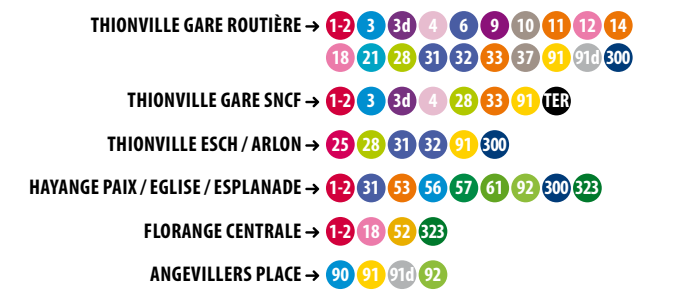 THIONVILLE GARE ROUTIÈRE → 1-2 3 3d 4 6 9 10 11 12 14
18 21 28 31 32 33 37 91 91d 300
THIONVILLE GARE SNCF → 1-2 3 3d 4 28 33 91 TER
THIONVILLE ESCH / ARLON → 25 28 31 32 91 300
HAYANGE PAIX / EGLISE / ESPLANADE → 1-2 31 53 56 57 61 92 300 323
FLORANGE CENTRALE → 1-2 18 52 323
ANGEVILLERS PLACE → 90 91 91d 92